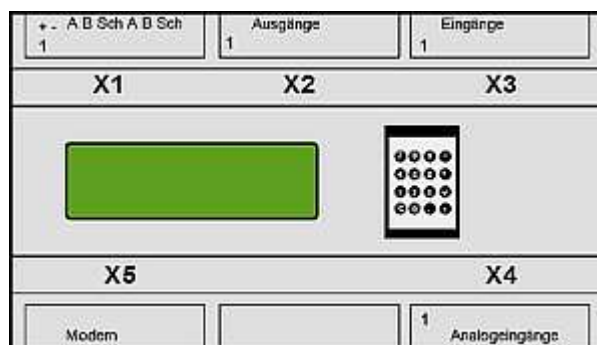 + - A B Sch A B Sch
1
Ausgänge
1
Eingänge
1
X1 X2 X3
X5 X4
Modem
1
Analogeingänge